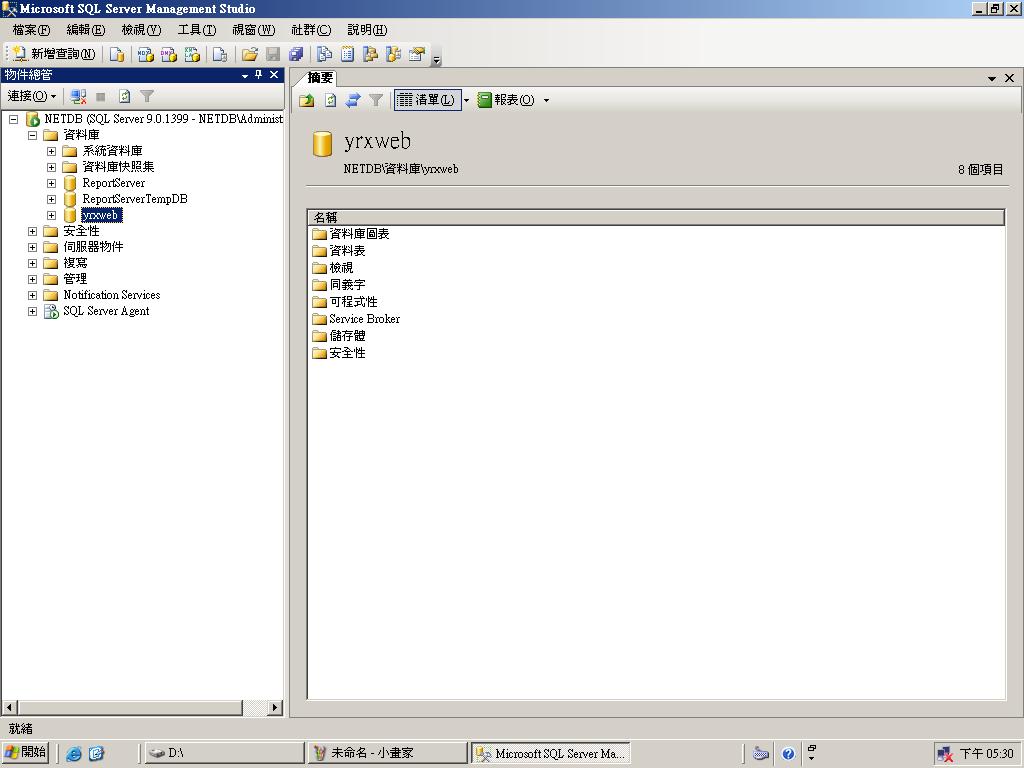 Microsoft SQL Server Management Studio
檔案(F) 編輯(E) 檢視(V) 工具(T) 視窗(W) 社群(C) 說明(H)
新增查詢(N)
物件總管
連接(O)
NETDB (SQL Server 9.0.1399 - NETDB\Administ
資料庫
系統資料庫
資料庫快照集
ReportServer
ReportServerTempDB
yrxweb
安全性
伺服器物件
複寫
管理
Notification Services
SQL Server Agent
摘要
清單(L) 報表(O)
yrxweb
NETDB\資料庫\yrxweb
8 個項目
名稱
資料庫圖表
資料表
檢視
同義字
可程式性
Service Broker
儲存體
安全性
就緒
開始 D:\ 未命名 - 小畫家 Microsoft SQL Server Ma... 下午 05:30